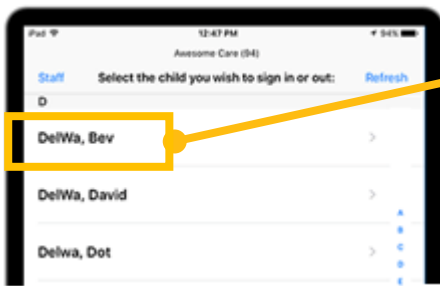 iPad 12:47 PM 94%
Awesome Care (94)
Staff Select the child you wish to sign in or out: Refresh
D
DelWa, Bev
DelWa, David
Delwa, Dot
A
B
C
D
E